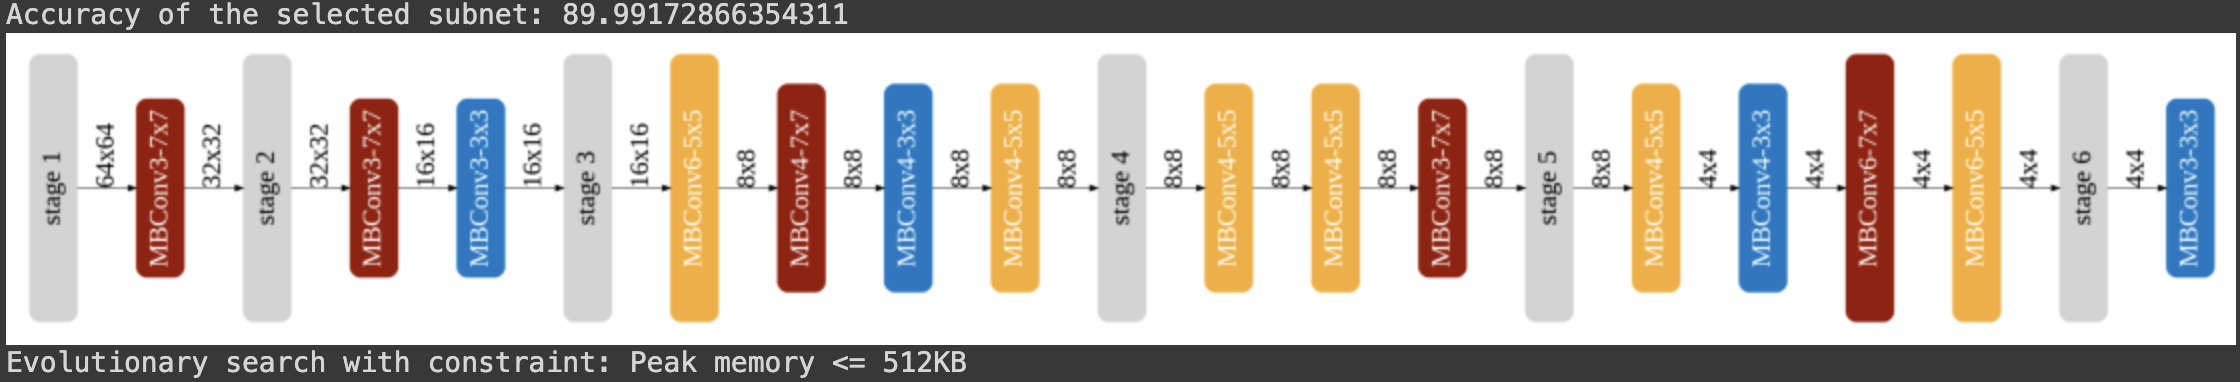 Accuracy of the selected subnet: 89.99172866354311
stage 1
64x64
MBConv3-7x7
32x32
stage 2
32x32
MBConv3-7x7
16x16
MBConv3-3x3
16x16
stage 3
16x16
MBConv6-5x5
8x8
MBConv4-7x7
8x8
MBConv4-3x3
8x8
MBConv4-5x5
8x8
stage 4
8x8
MBConv4-5x5
8x8
MBConv4-5x5
8x8
MBConv3-7x7
8x8
stage 5
8x8
MBConv4-5x5
4x4
MBConv4-3x3
4x4
MBConv6-7x7
4x4
MBConv6-5x5
4x4
stage 6
4x4
MBConv3-3x3
Evolutionary search with constraint: Peak memory <= 512KB